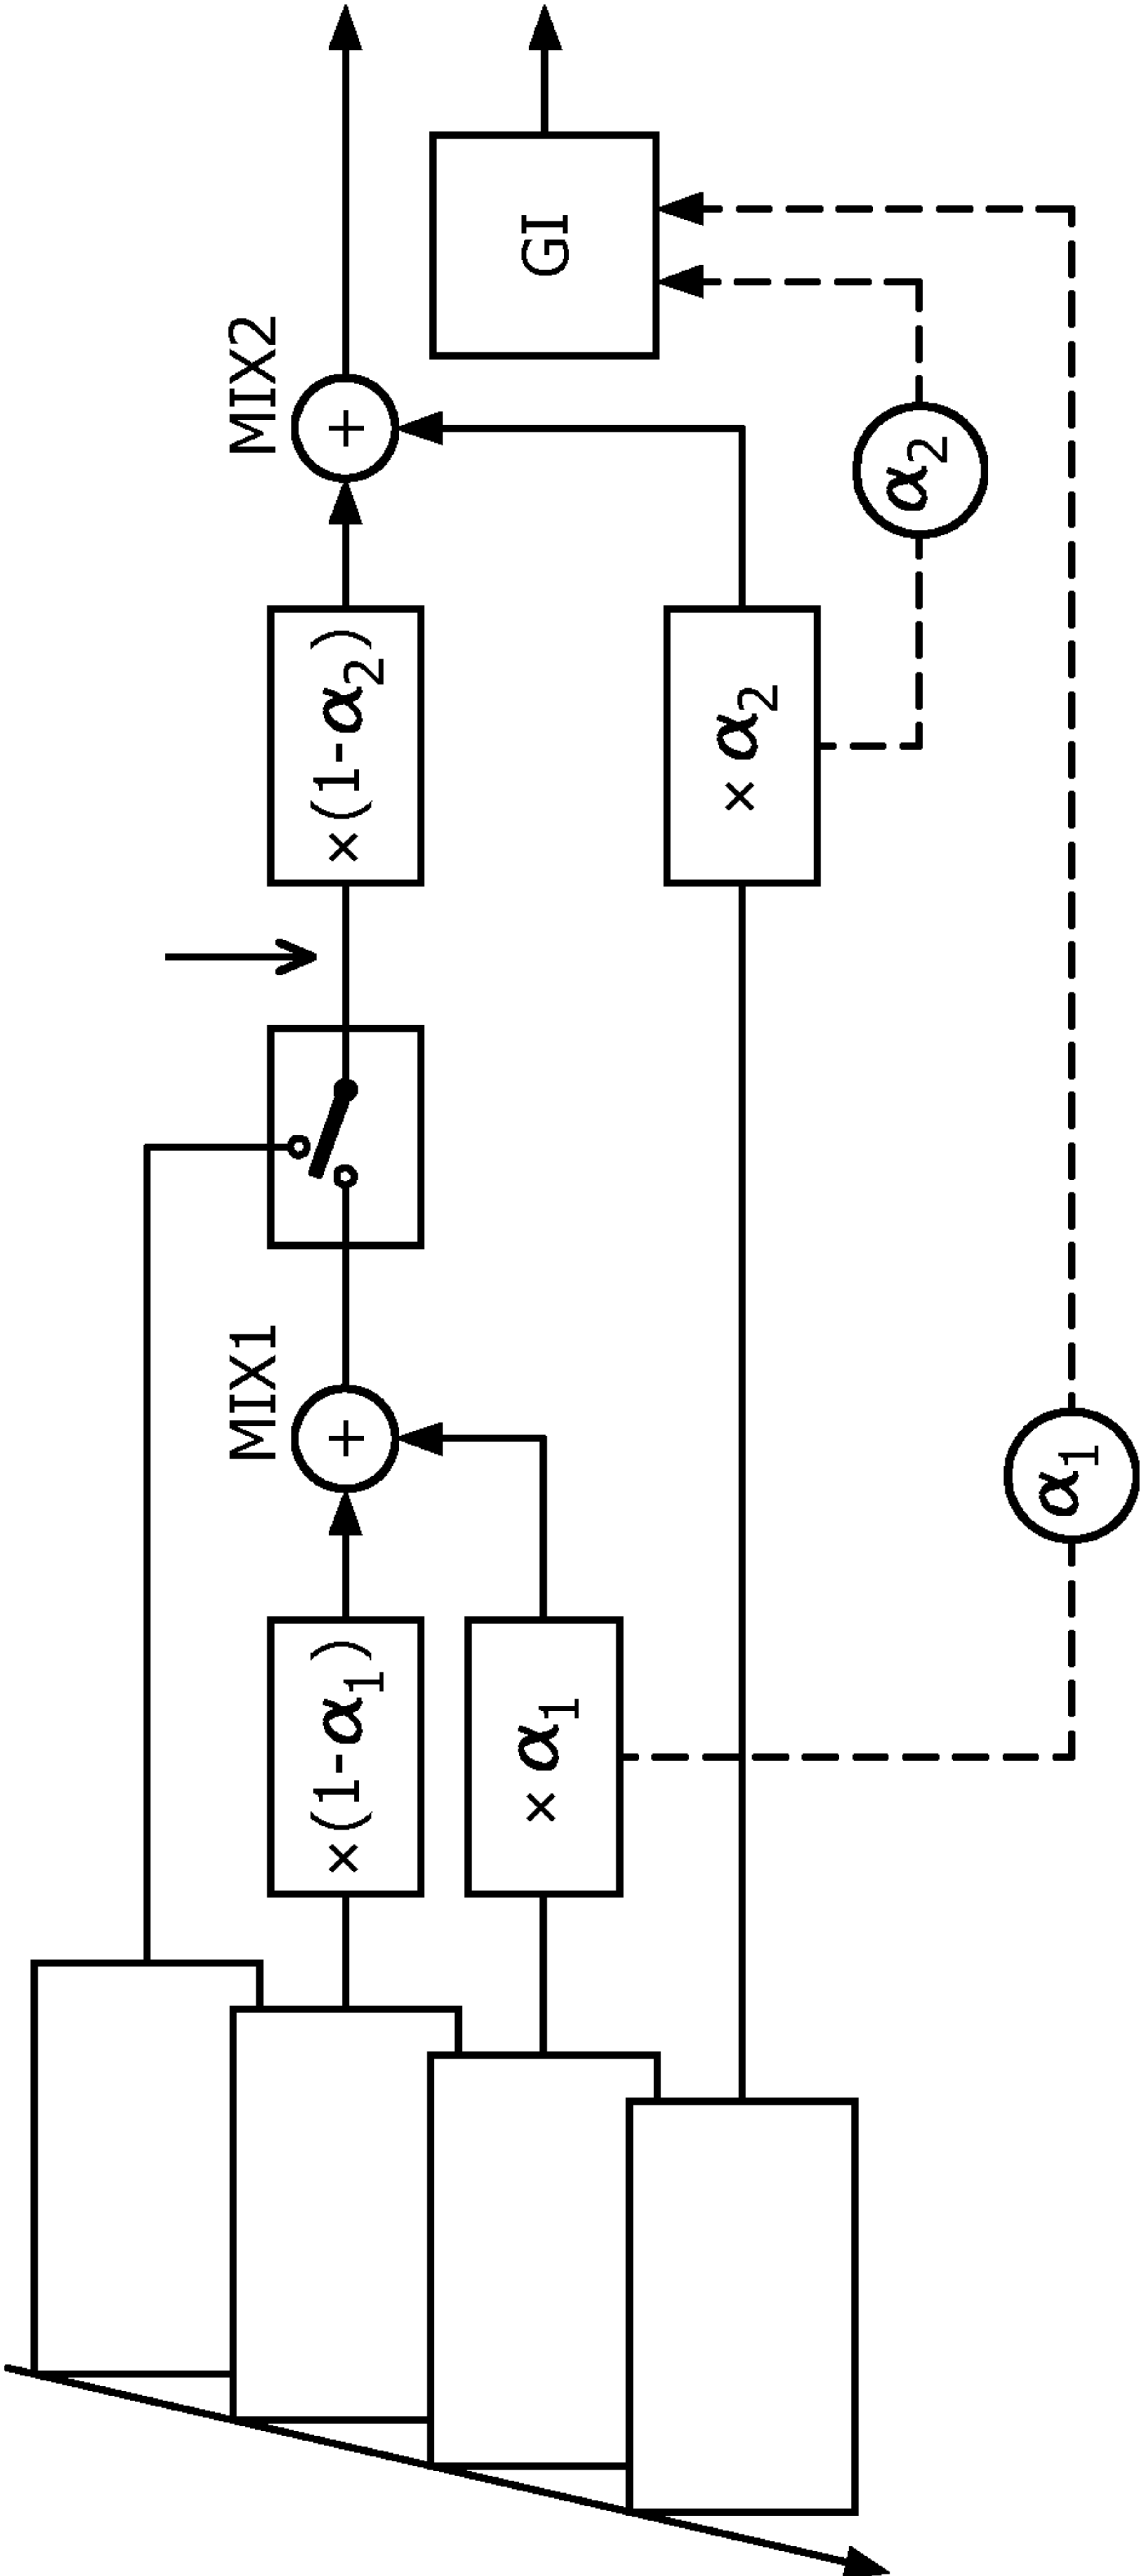 MIX1
MIX2
+
+
×(1-α₁)
×(1-α₂)
×α₁
×α₂
GI
α₂
α₁